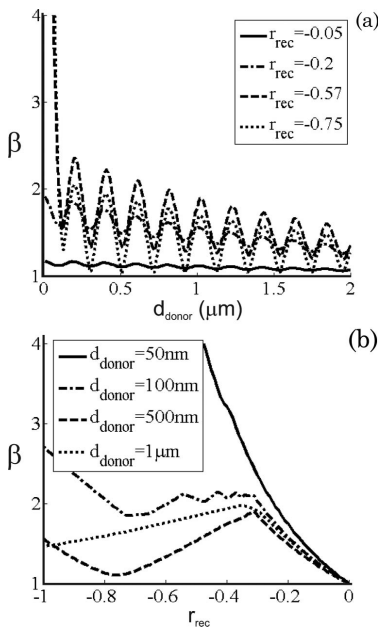 (a)
4
3
2
1
β
r_rec=-0.05
r_rec=-0.2
r_rec=-0.57
r_rec=-0.75
0 0.5 1 1.5 2
d_donor (μm)
(b)
4
3
2
1
β
d_donor=50nm
d_donor=100nm
d_donor=500nm
d_donor=1μm
-1 -0.8 -0.6 -0.4 -0.2 0
r_rec